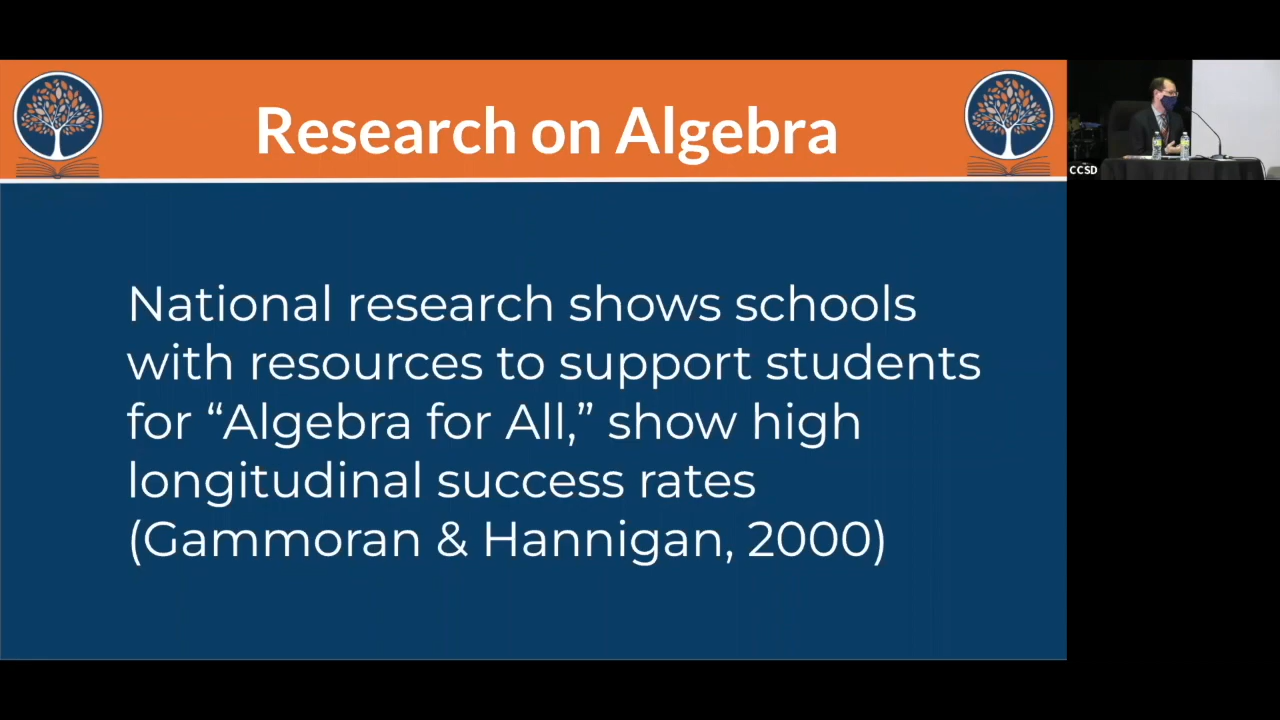 Research on Algebra
National research shows schools
with resources to support students
for “Algebra for All,” show high
longitudinal success rates
(Gammoran & Hannigan, 2000)
CCSD